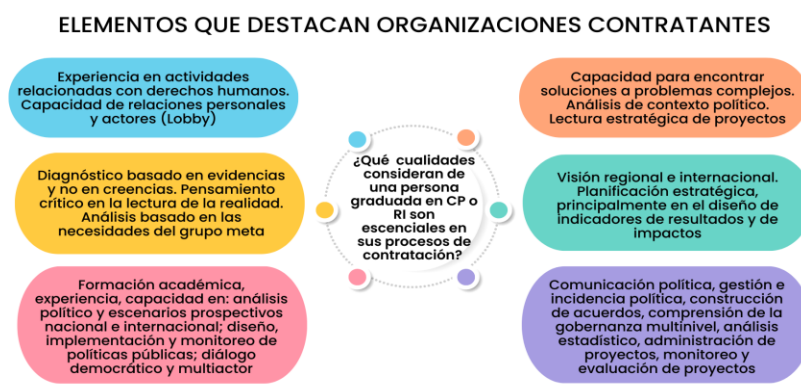 ELEMENTOS QUE DESTACAN ORGANIZACIONES CONTRATANTES
Experiencia en actividades
relacionadas con derechos humanos.
Capacidad de relaciones personales
y actores (Lobby)
Diagnóstico basado en evidencias
y no en creencias. Pensamiento
crítico en la lectura de la realidad.
Análisis basado en las
necesidades del grupo meta
Formación académica,
experiencia, capacidad en: análisis
político y escenarios prospectivos
nacional e internacional; diseño,
implementación y monitoreo de
políticas públicas; diálogo
democrático y multiactor
¿Qué cualidades
consideran de
una persona
graduada en CP o
RI son
escenciales en
sus procesos de
contratación?
Capacidad para encontrar
soluciones a problemas complejos.
Análisis de contexto político.
Lectura estratégica de proyectos
Visión regional e internacional.
Planificación estratégica,
principalmente en el diseño de
indicadores de resultados y de
impactos
Comunicación política, gestión e
incidencia política, construcción
de acuerdos, comprensión de la
gobernanza multinivel, análisis
estadístico, administración de
proyectos, monitoreo y
evaluación de proyectos